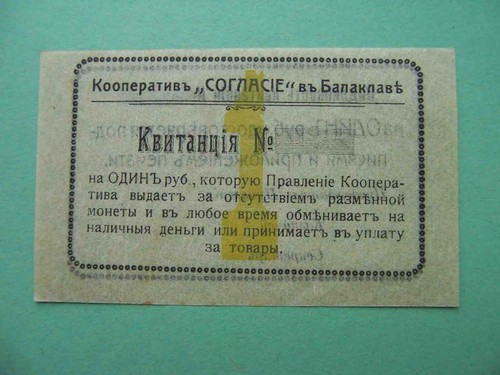 Кооперативъ „СОГЛАСІЕ" въ Балаклавѣ
Квитанція №
на ОДИНЪ руб., которую Правленіе Коопера-
тива выдаетъ за отсутствіемъ размѣнной
монеты и въ любое время обмѣниваетъ на
наличныя деньги или принимаетъ въ уплату
за товары.